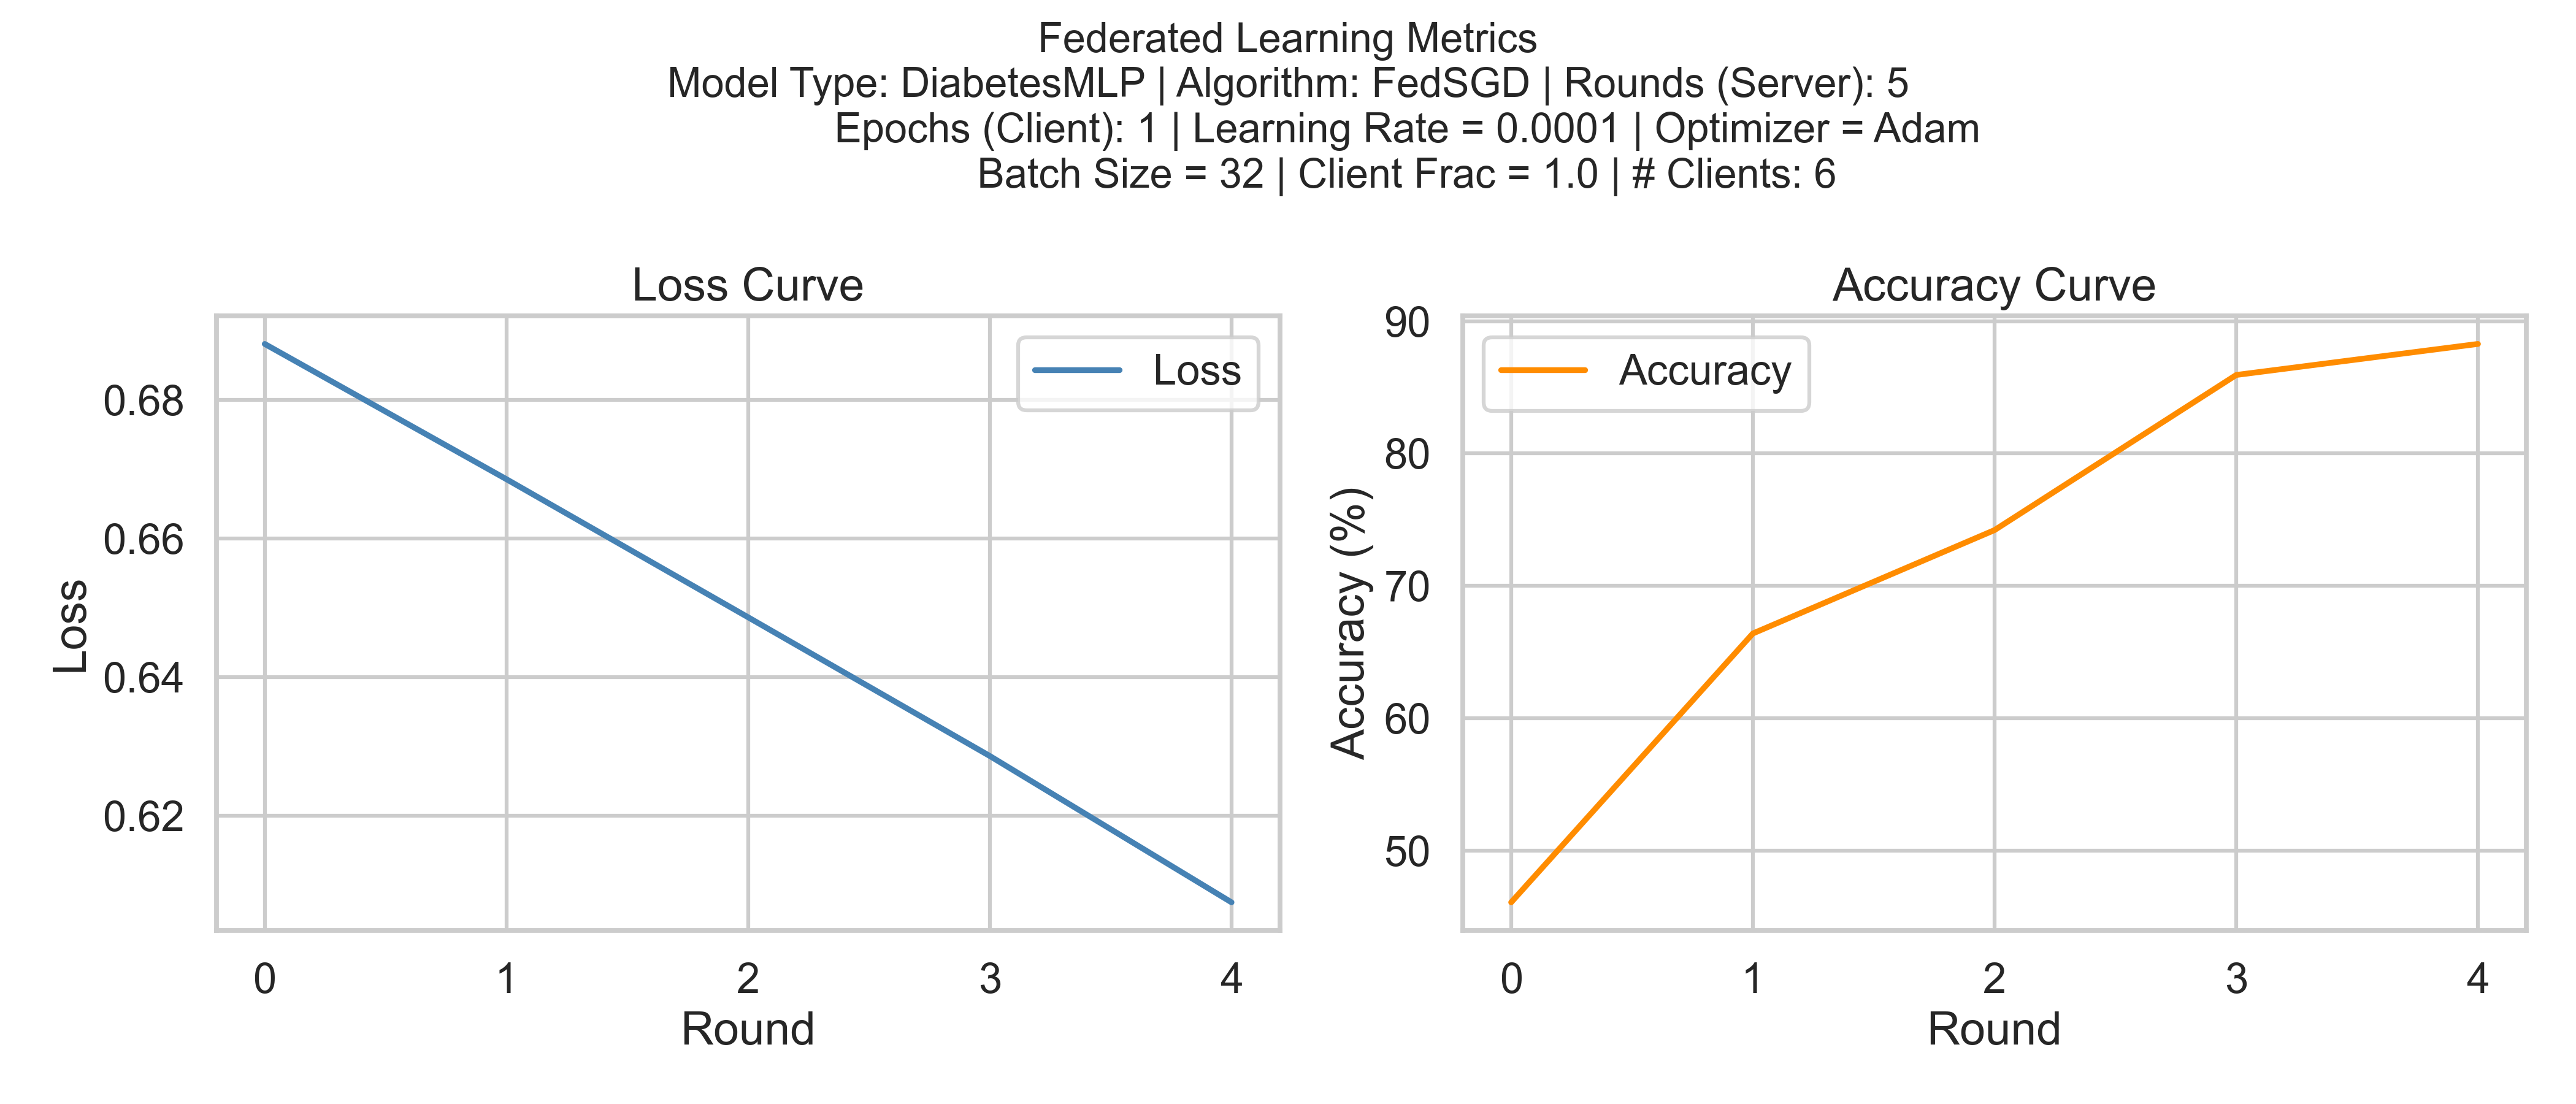 Federated Learning Metrics
Model Type: DiabetesMLP | Algorithm: FedSGD | Rounds (Server): 5
Epochs (Client): 1 | Learning Rate = 0.0001 | Optimizer = Adam
Batch Size = 32 | Client Frac = 1.0 | # Clients: 6
Loss Curve
Loss
0.68
0.66
0.64
0.62
Loss
0 1 2 3 4
Round
Accuracy Curve
Accuracy
90
80
70
60
50
Accuracy (%)
0 1 2 3 4
Round